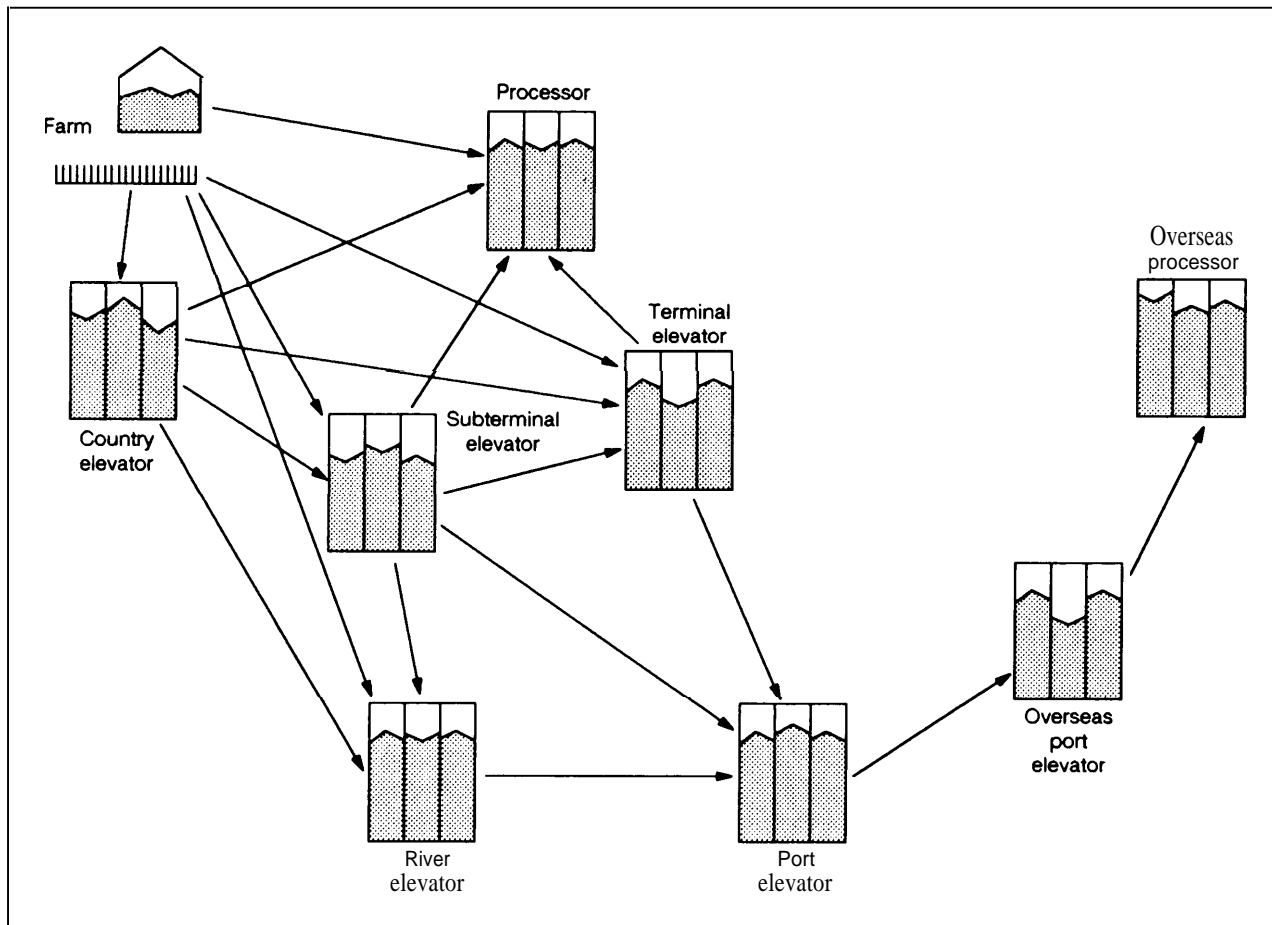 Processor
Farm
Overseas
processor
Terminal
elevator
Subterminal
elevator
Country
elevator
Overseas
port
elevator
River
elevator
Port
elevator